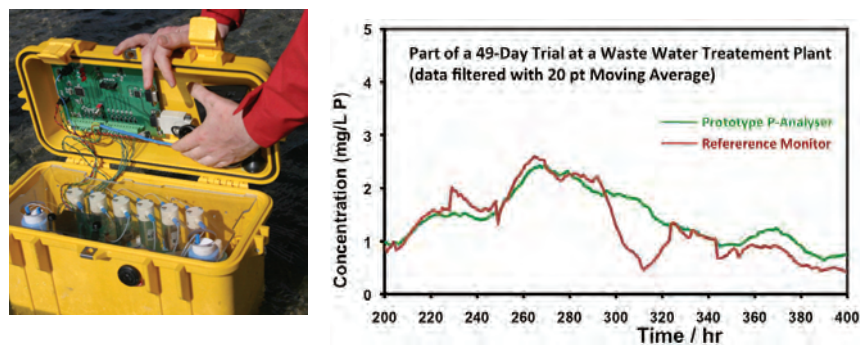 Part of a 49-Day Trial at a Waste Water Treatement Plant
(data filtered with 20 pt Moving Average)
Prototype P-Analyser
Refererence Monitor
Concentration (mg/L P)
5
4
3
2
1
0
200 220 240 260 280 300 320 340 360 380 400
Time / hr